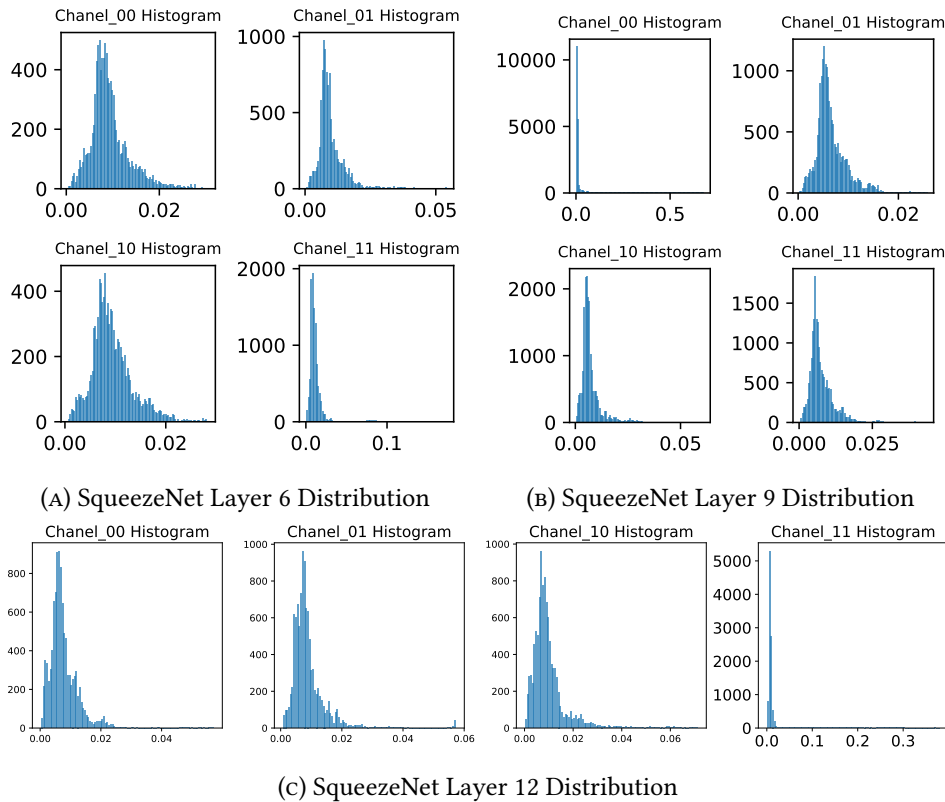 Chanel_00 Histogram
400
200
0
0.00 0.02
Chanel_01 Histogram
1000
500
0
0.00 0.05
Chanel_10 Histogram
400
200
0
0.00 0.02
Chanel_11 Histogram
2000
1000
0
0.0 0.1
(A) SqueezeNet Layer 6 Distribution
Chanel_00 Histogram
10000
5000
0
0.0 0.5
Chanel_01 Histogram
1000
500
0
0.00 0.02
Chanel_10 Histogram
2000
1000
0
0.00 0.05
Chanel_11 Histogram
1500
1000
500
0
0.000 0.025
(B) SqueezeNet Layer 9 Distribution
Chanel_00 Histogram
800
600
400
200
0
0.00 0.02 0.04 0.06
Chanel_01 Histogram
1000
800
600
400
200
0
0.00 0.02 0.04 0.06
Chanel_10 Histogram
1000
800
600
400
200
0
0.00 0.02 0.04 0.06
Chanel_11 Histogram
5000
4000
3000
2000
1000
0
0.0 0.1 0.2 0.3
(C) SqueezeNet Layer 12 Distribution